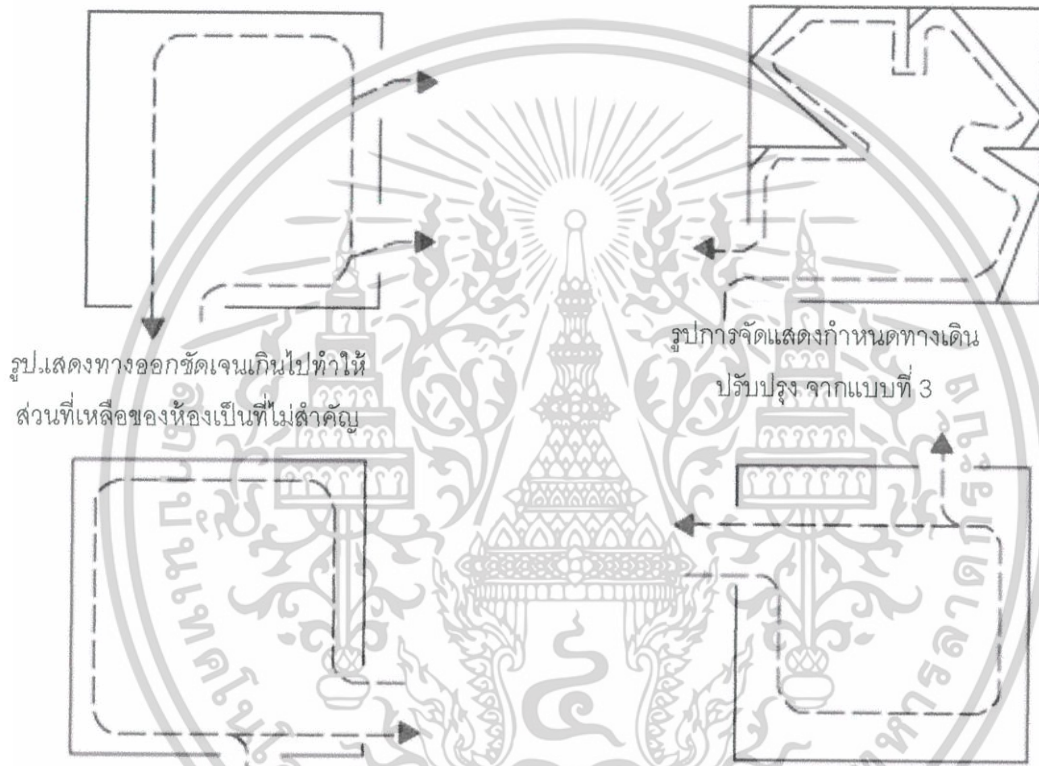 รูปแสดงทางออกชัดเจนเกินไปทำให้
ส่วนที่เหลือของห้องเป็นที่ไม่สำคัญ
รูปการจัดแสดงกำหนดทางเดิน
ปรับปรุง จากแบบที่ 3